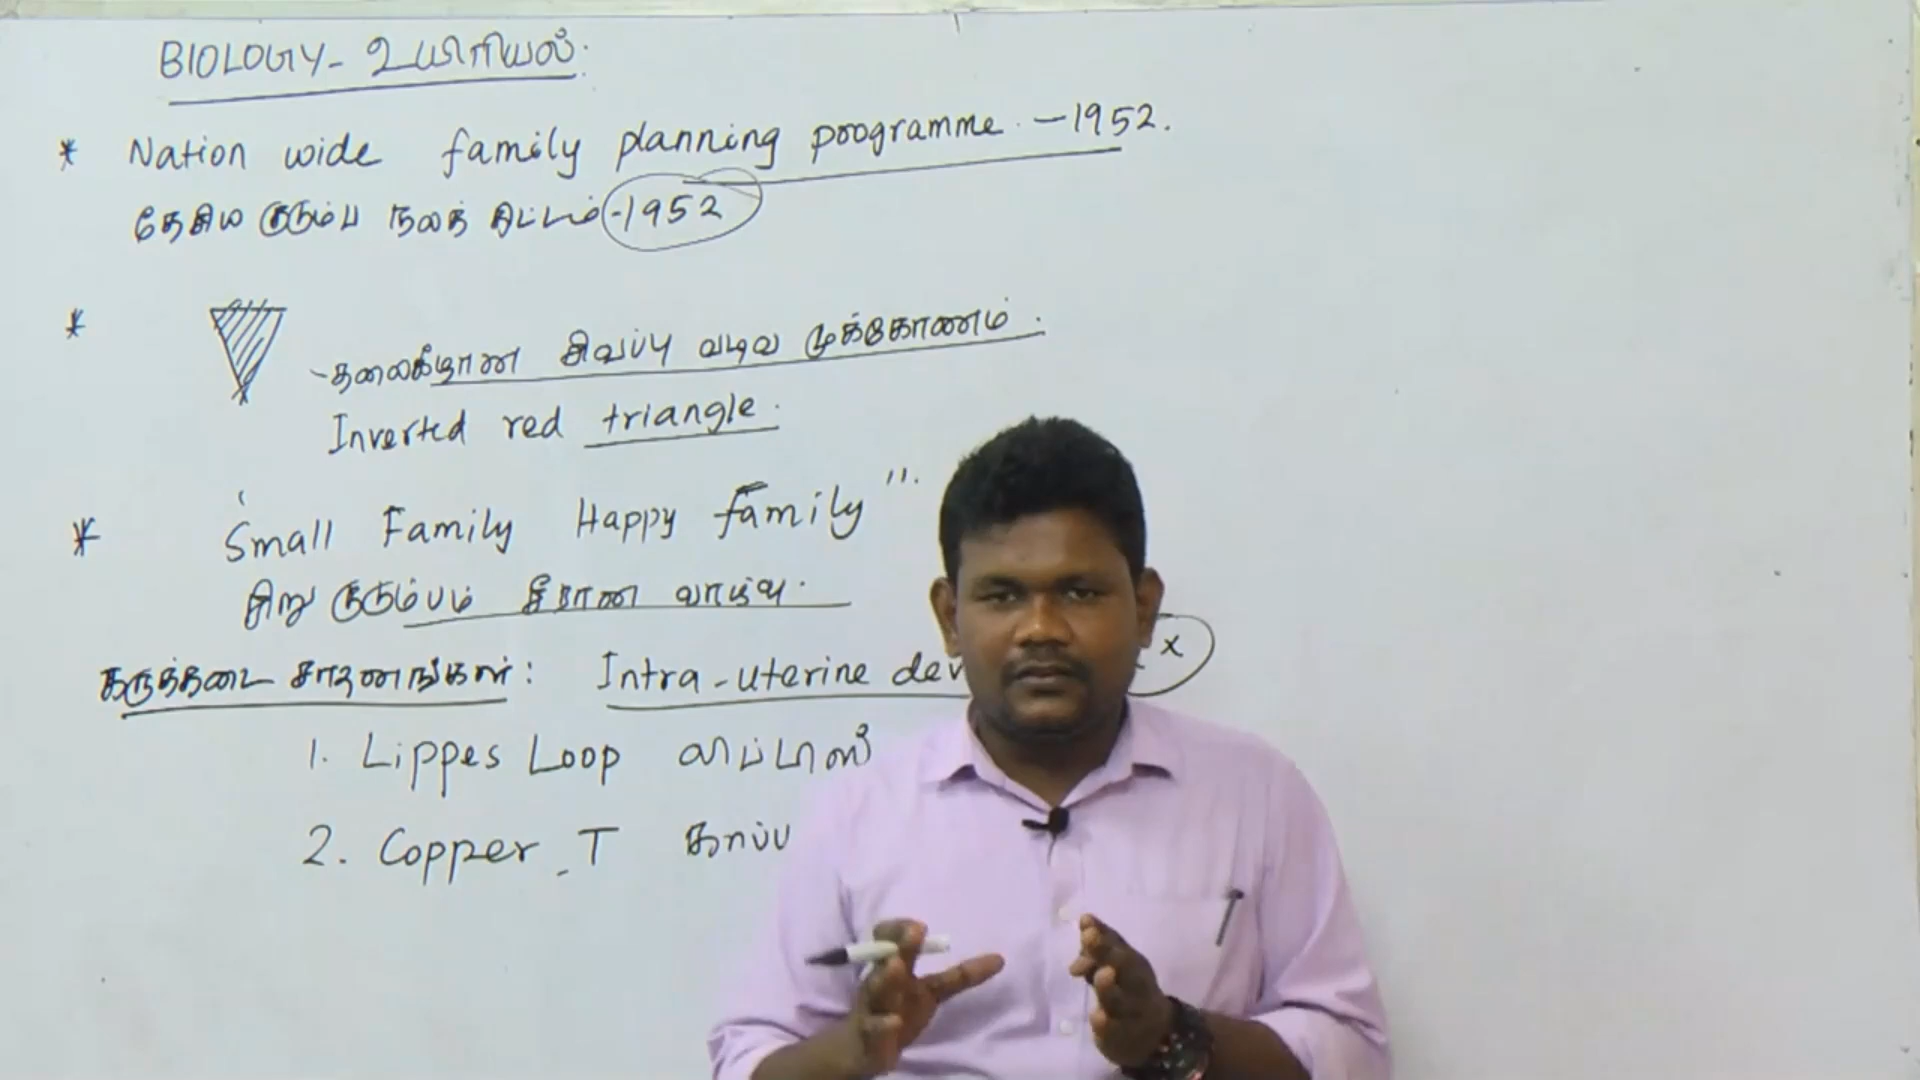 BIOLOGY - உயிரியல்.
* Nation wide family planning programme - 1952.
தேசிய குடும்ப நலத் திட்டம் - 1952
*
- தலைகீழான சிவப்பு வடிவ முக்கோணம்.
Inverted red triangle.
* "Small Family Happy family".
சிறு குடும்பம் சீரான வாழ்வு.
கருத்தடை சாதனங்கள் : Intra-uterine dev x
1. Lippes Loop லிப்பஸ்
2. Copper - T காப்ப